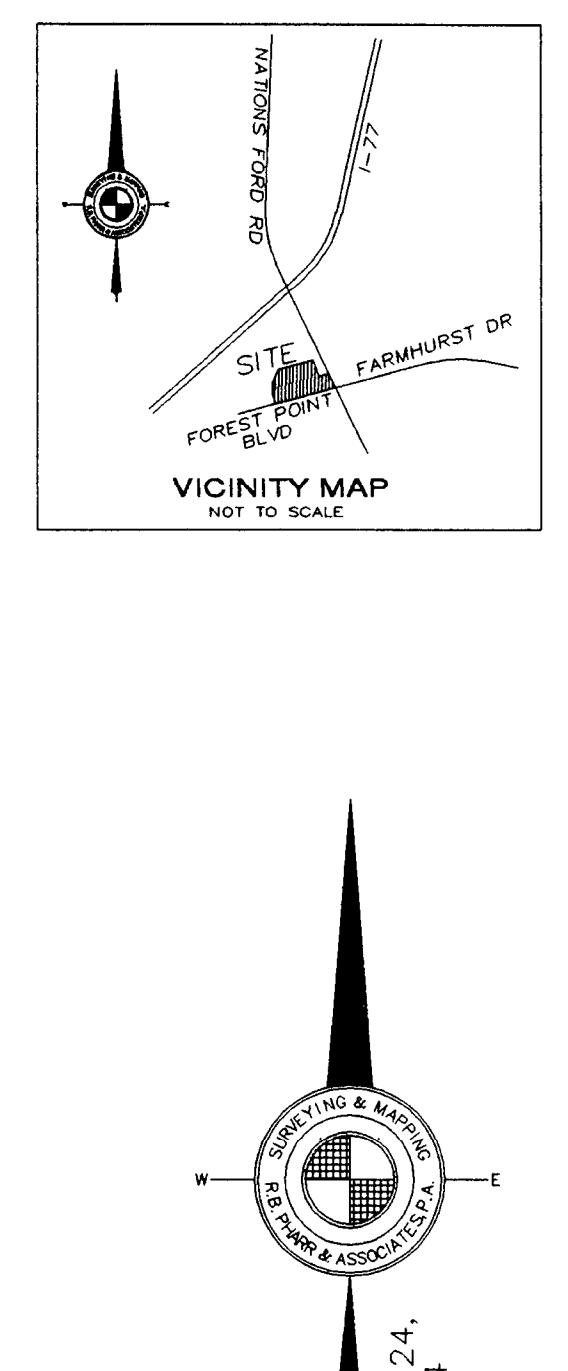 NATIONS FORD RD
I-77
SITE
FARMHURST DR
FOREST POINT
BLVD
VICINITY MAP
NOT TO SCALE
SURVEYING & MAPPING
W
E
R.B. PHARR & ASSOCIATES, P.A.
24,